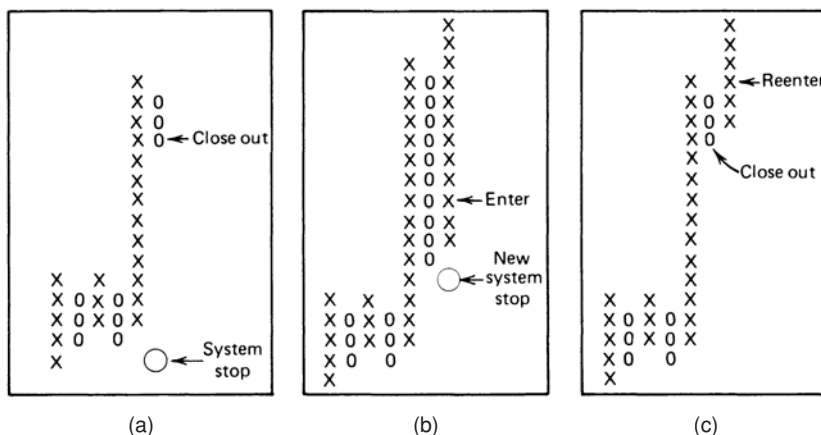 Close out
System
stop
(a)
Enter
New
system
stop
(b)
Reenter
Close out
(c)